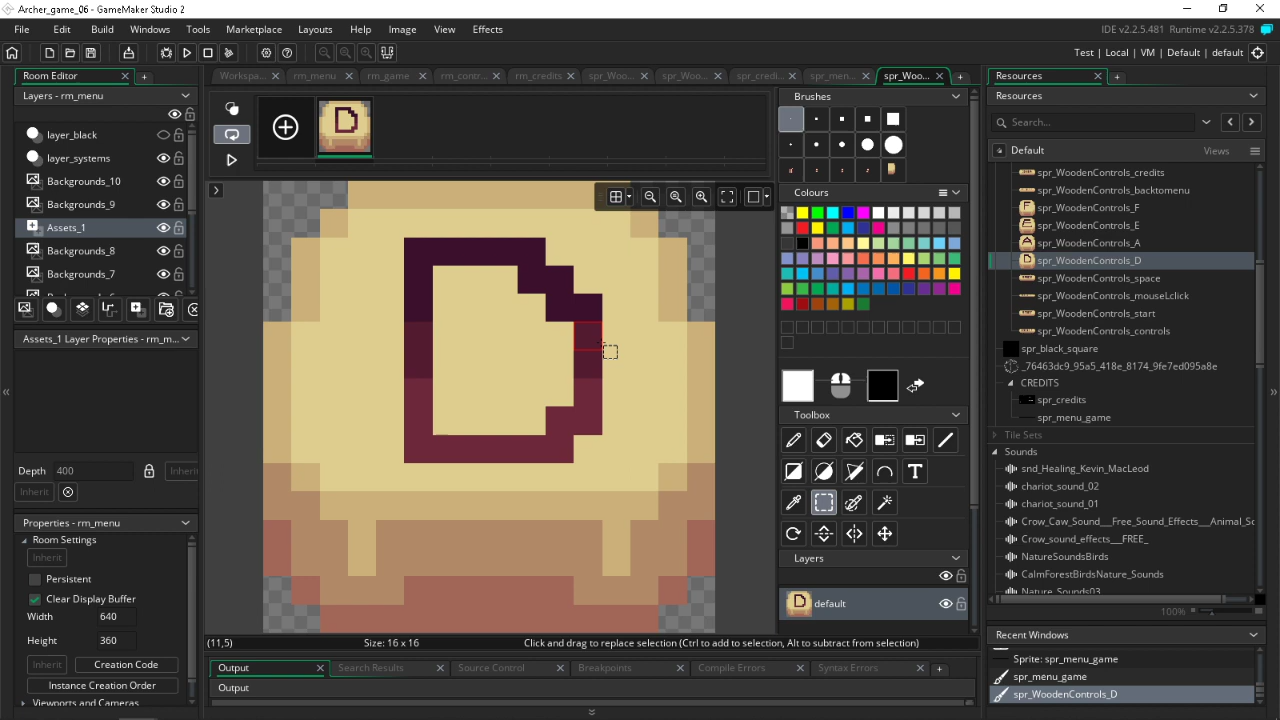 Archer_game_06 - GameMaker Studio 2
File Edit Build Windows Tools Marketplace Layouts Help Image View Effects
IDE v2.2.5.481 Runtime v2.2.5.378
Test | Local | VM | Default | default
Room Editor
Workspa... rm_menu rm_game rm_contr... rm_credits spr_Woo... spr_Woo... spr_credi... spr_men... spr_Woo...
Resources
Layers - rm_menu
layer_black
layer_systems
Backgrounds_10
Backgrounds_9
Assets_1
Backgrounds_8
Backgrounds_7
Assets_1 Layer Properties - rm_m...
Depth 400 Inherit
Inherit
Properties - rm_menu
Room Settings
Inherit
Persistent
Clear Display Buffer
Width 640
Height 360
Inherit Creation Code
Instance Creation Order
Viewports and Cameras
D
(11,5) Size: 16 x 16 Click and drag to replace selection (Ctrl to add to selection, Alt to subtract from selection)
Output Search Results Source Control Breakpoints Compile Errors Syntax Errors
Output
Brushes
Colours
Toolbox
T
Layers
default
Resources
Search...
Default Views
spr_WoodenControls_credits
spr_WoodenControls_backtomenu
spr_WoodenControls_F
spr_WoodenControls_E
spr_WoodenControls_A
spr_WoodenControls_D
spr_WoodenControls_space
spr_WoodenControls_mouseLclick
spr_WoodenControls_start
spr_WoodenControls_controls
spr_black_square
_76463dc9_95a5_418e_8174_9fe7ed095a8e
CREDITS
spr_credits
spr_menu_game
Tile Sets
Sounds
snd_Healing_Kevin_MacLeod
chariot_sound_02
chariot_sound_01
Crow_Caw_Sound___Free_Sound_Effects___Animal_Sc
Crow_sound_effects___FREE_
NatureSoundsBirds
CalmForestBirdsNature_Sounds
Nature Sounds03
100%
Recent Windows
Sprite: spr_menu_game
spr_menu_game
spr_WoodenControls_D